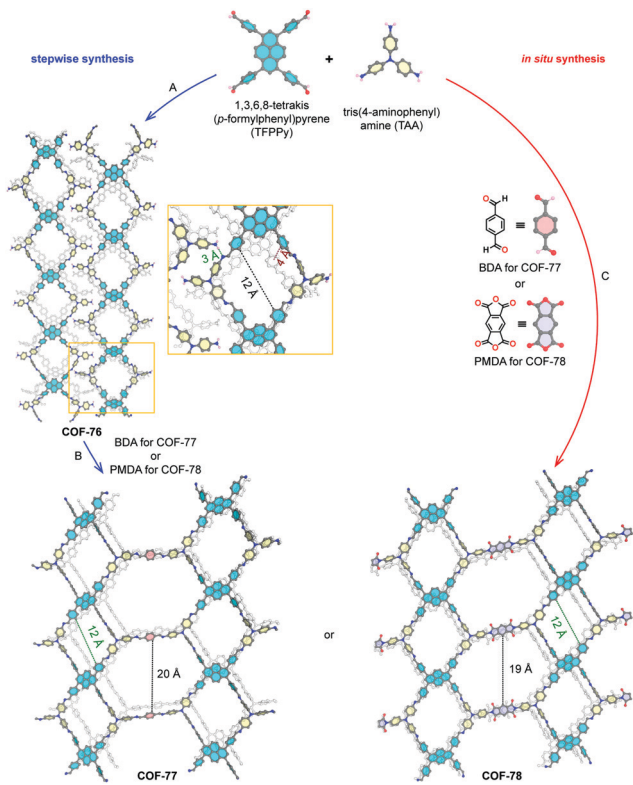 stepwise synthesis
+
in situ synthesis
A
1,3,6,8-tetrakis
(p-formylphenyl)pyrene
(TFPPy)
tris(4-aminophenyl)
amine (TAA)
O
H
≡
H
O
BDA for COF-77
or
C
O O O
≡
O O O
PMDA for COF-78
3 Å
4 Å
12 Å
COF-76
B
BDA for COF-77
or
PMDA for COF-78
12 Å
20 Å
or
12 Å
19 Å
COF-77
COF-78